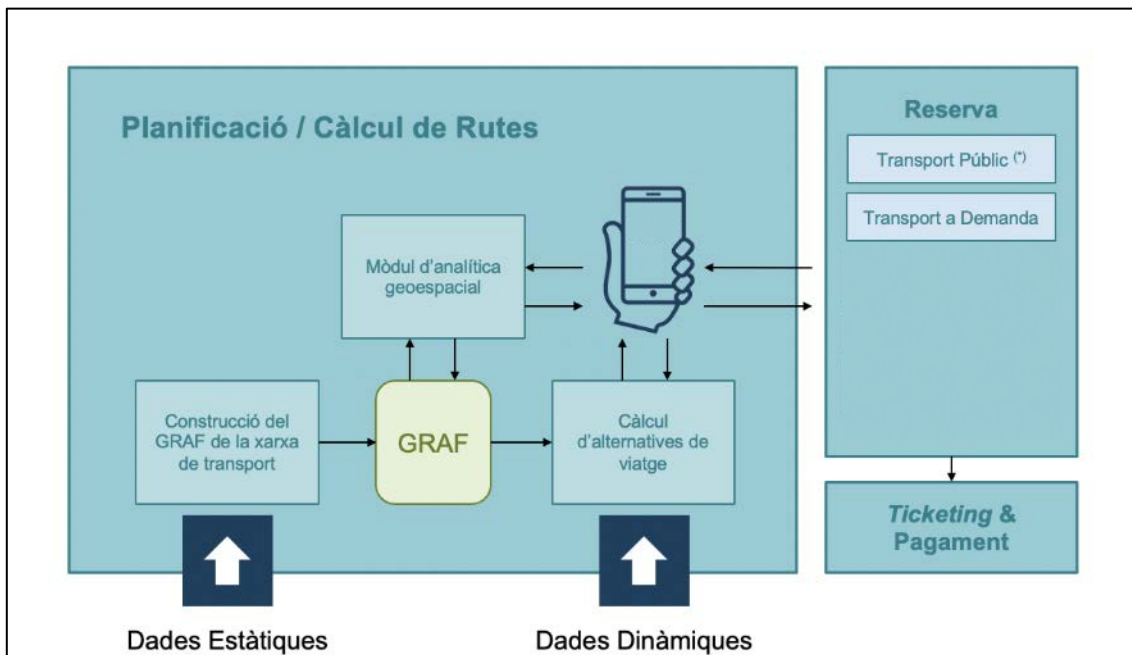 Planificació / Càlcul de Rutes
Mòdul d'analítica
geoespacial
Construcció del
GRAF de la xarxa
de transport
GRAF
Càlcul
d'alternatives de
viatge
Dades Estàtiques
Dades Dinàmiques
Reserva
Transport Públic (*)
Transport a Demanda
Ticketing &
Pagament